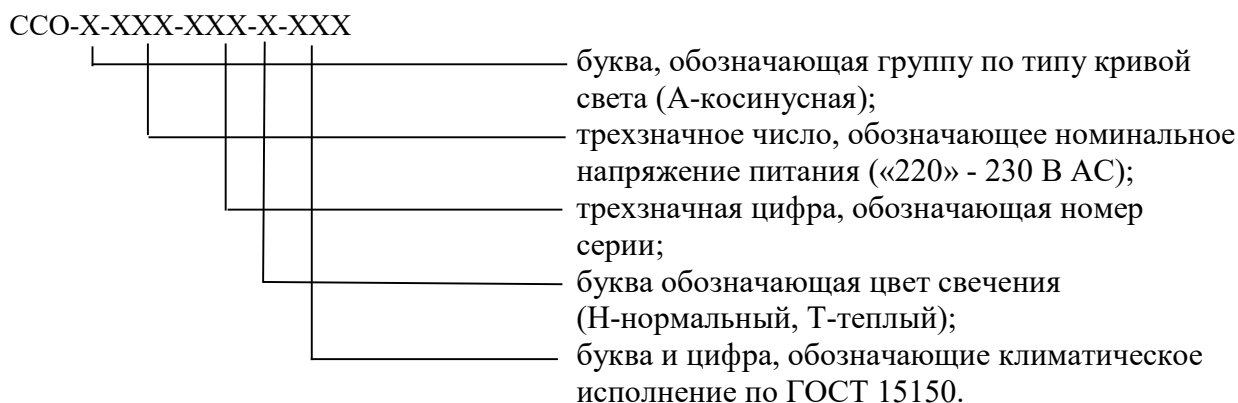 ССО-Х-ХХХ-ХХХ-Х-ХХХ
буква, обозначающая группу по типу кривой
света (А-косинусная);
трехзначное число, обозначающее номинальное
напряжение питания («220» - 230 В АС);
трехзначная цифра, обозначающая номер
серии;
буква обозначающая цвет свечения
(Н-нормальный, Т-теплый);
буква и цифра, обозначающие климатическое
исполнение по ГОСТ 15150.